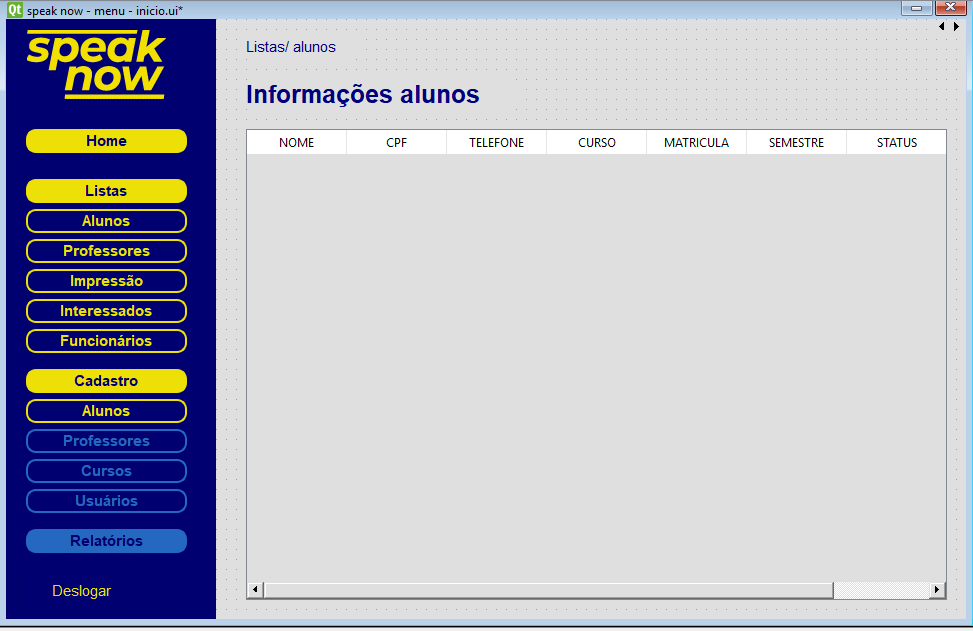 Qt speak now - menu - inicio.ui*
speak
now
Home
Listas
Alunos
Professores
Impressão
Interessados
Funcionários
Cadastro
Alunos
Professores
Cursos
Usuários
Relatórios
Deslogar
Listas/ alunos
Informações alunos
NOME CPF TELEFONE CURSO MATRICULA SEMESTRE STATUS